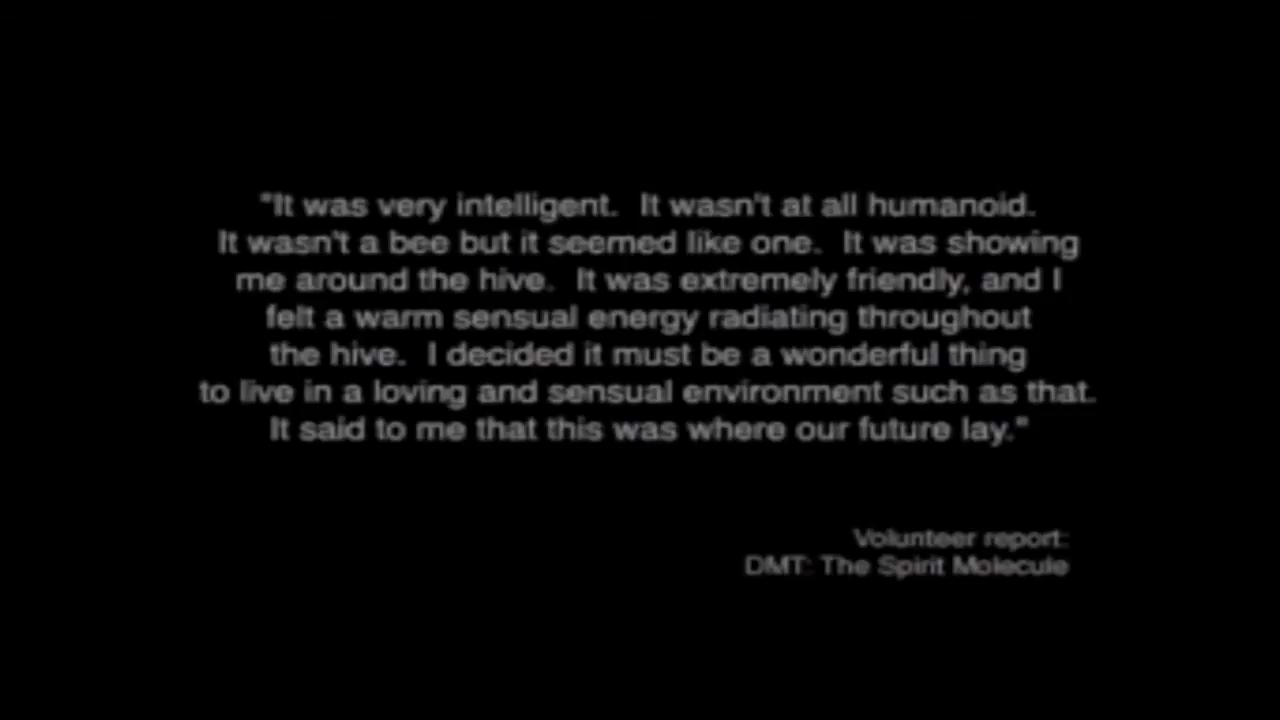 "It was very intelligent.  It wasn't at all humanoid.
It wasn't a bee but it seemed like one.  It was showing
me around the hive.  It was extremely friendly, and I
felt a warm sensual energy radiating throughout
the hive.  I decided it must be a wonderful thing
to live in a loving and sensual environment such as that.
It said to me that this was where our future lay."
Volunteer report:
DMT: The Spirit Molecule